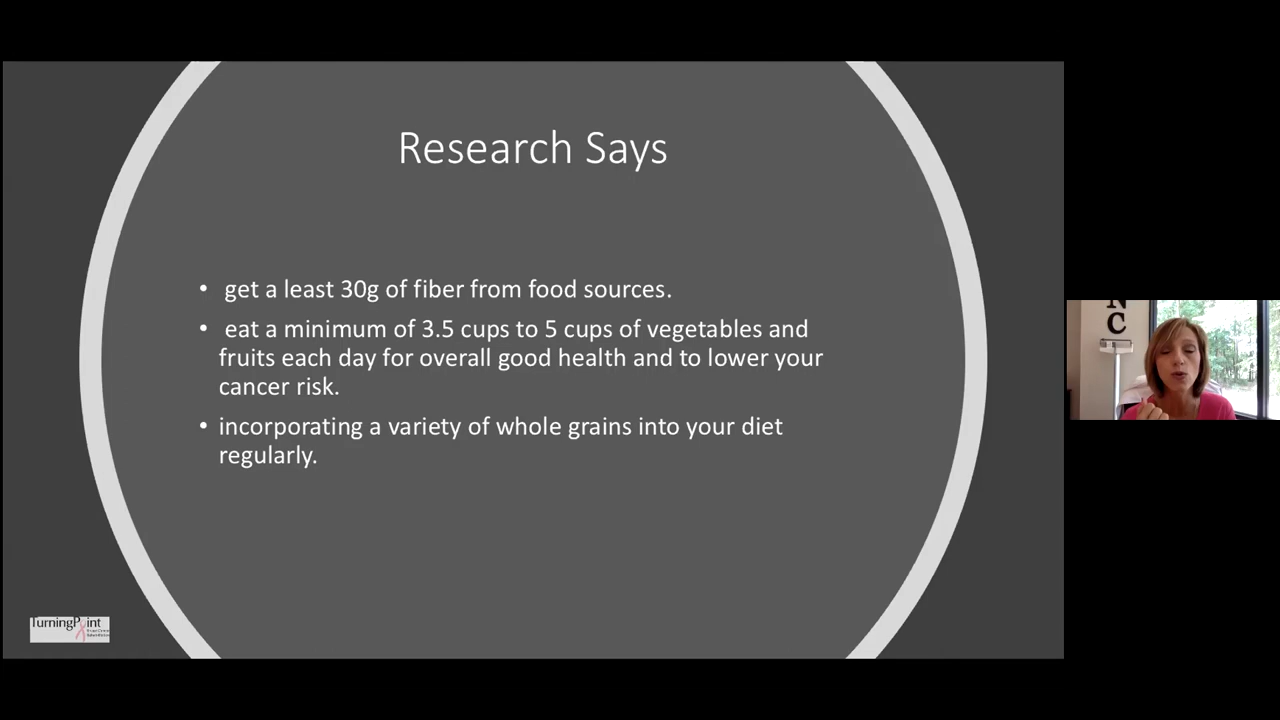 Research Says
• get a least 30g of fiber from food sources.
• eat a minimum of 3.5 cups to 5 cups of vegetables and
fruits each day for overall good health and to lower your
cancer risk.
• incorporating a variety of whole grains into your diet
regularly.
N
C
TurningPoint